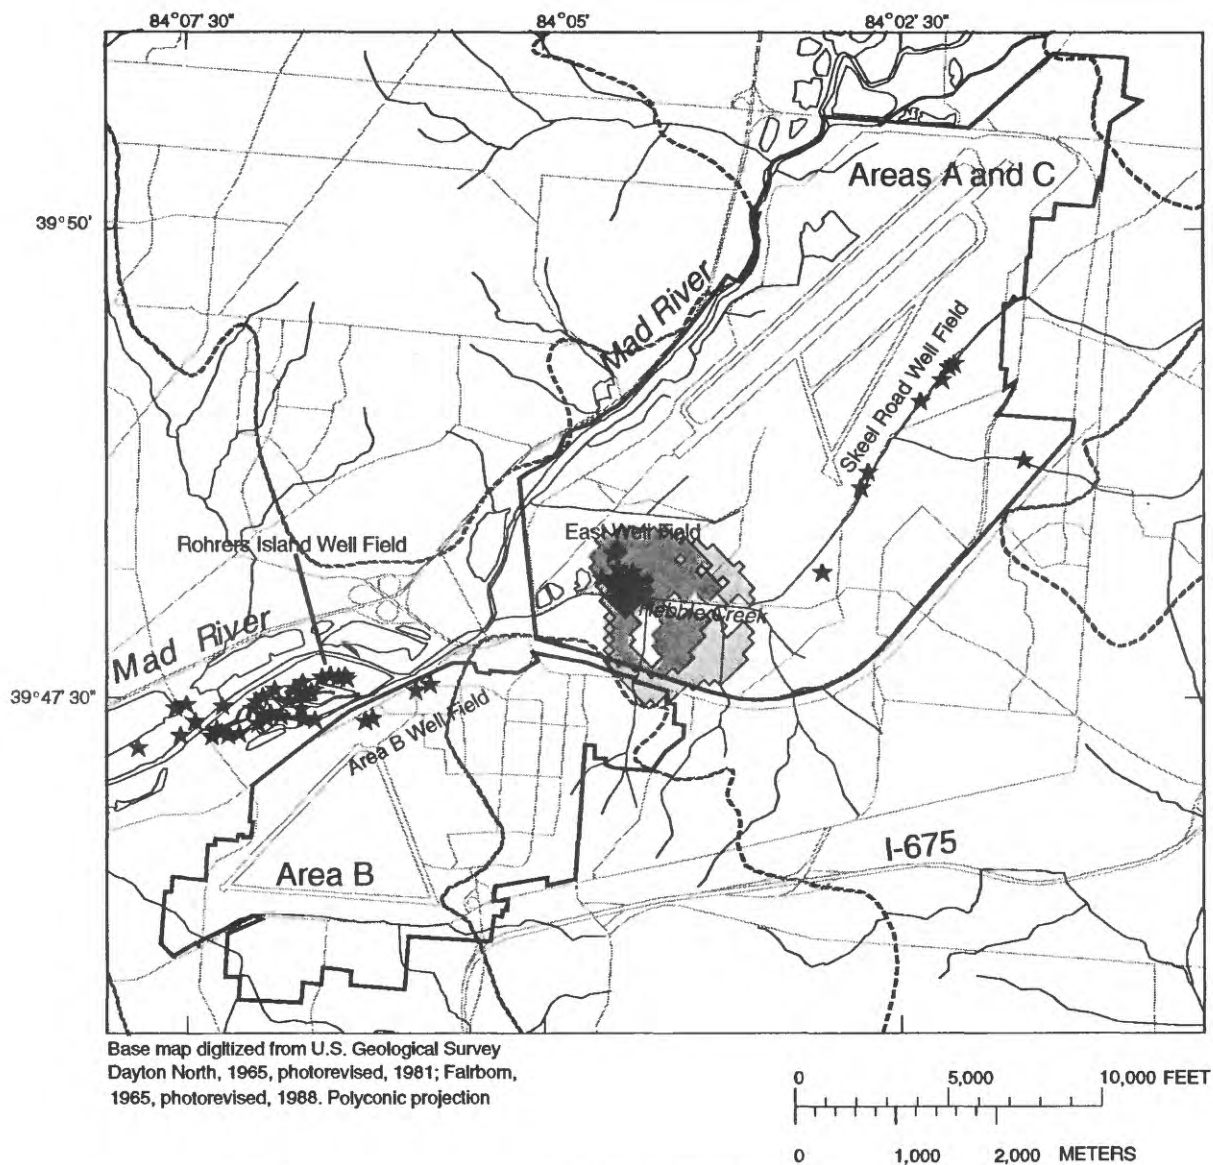 84°07'30" 84°05' 84°02'30"
Areas A and C
39°50'
Mad River
Skeel Road Well Field
East Well Field
Rohrers Island Well Field
Hebble Creek
Mad River
39°47'30"
Area B Well Field
I-675
Area B
Base map digitized from U.S. Geological Survey
Dayton North, 1965, photorevised, 1981; Fairborn,
1965, photorevised, 1988. Polyconic projection
0 5,000 10,000 FEET
0 1,000 2,000 METERS